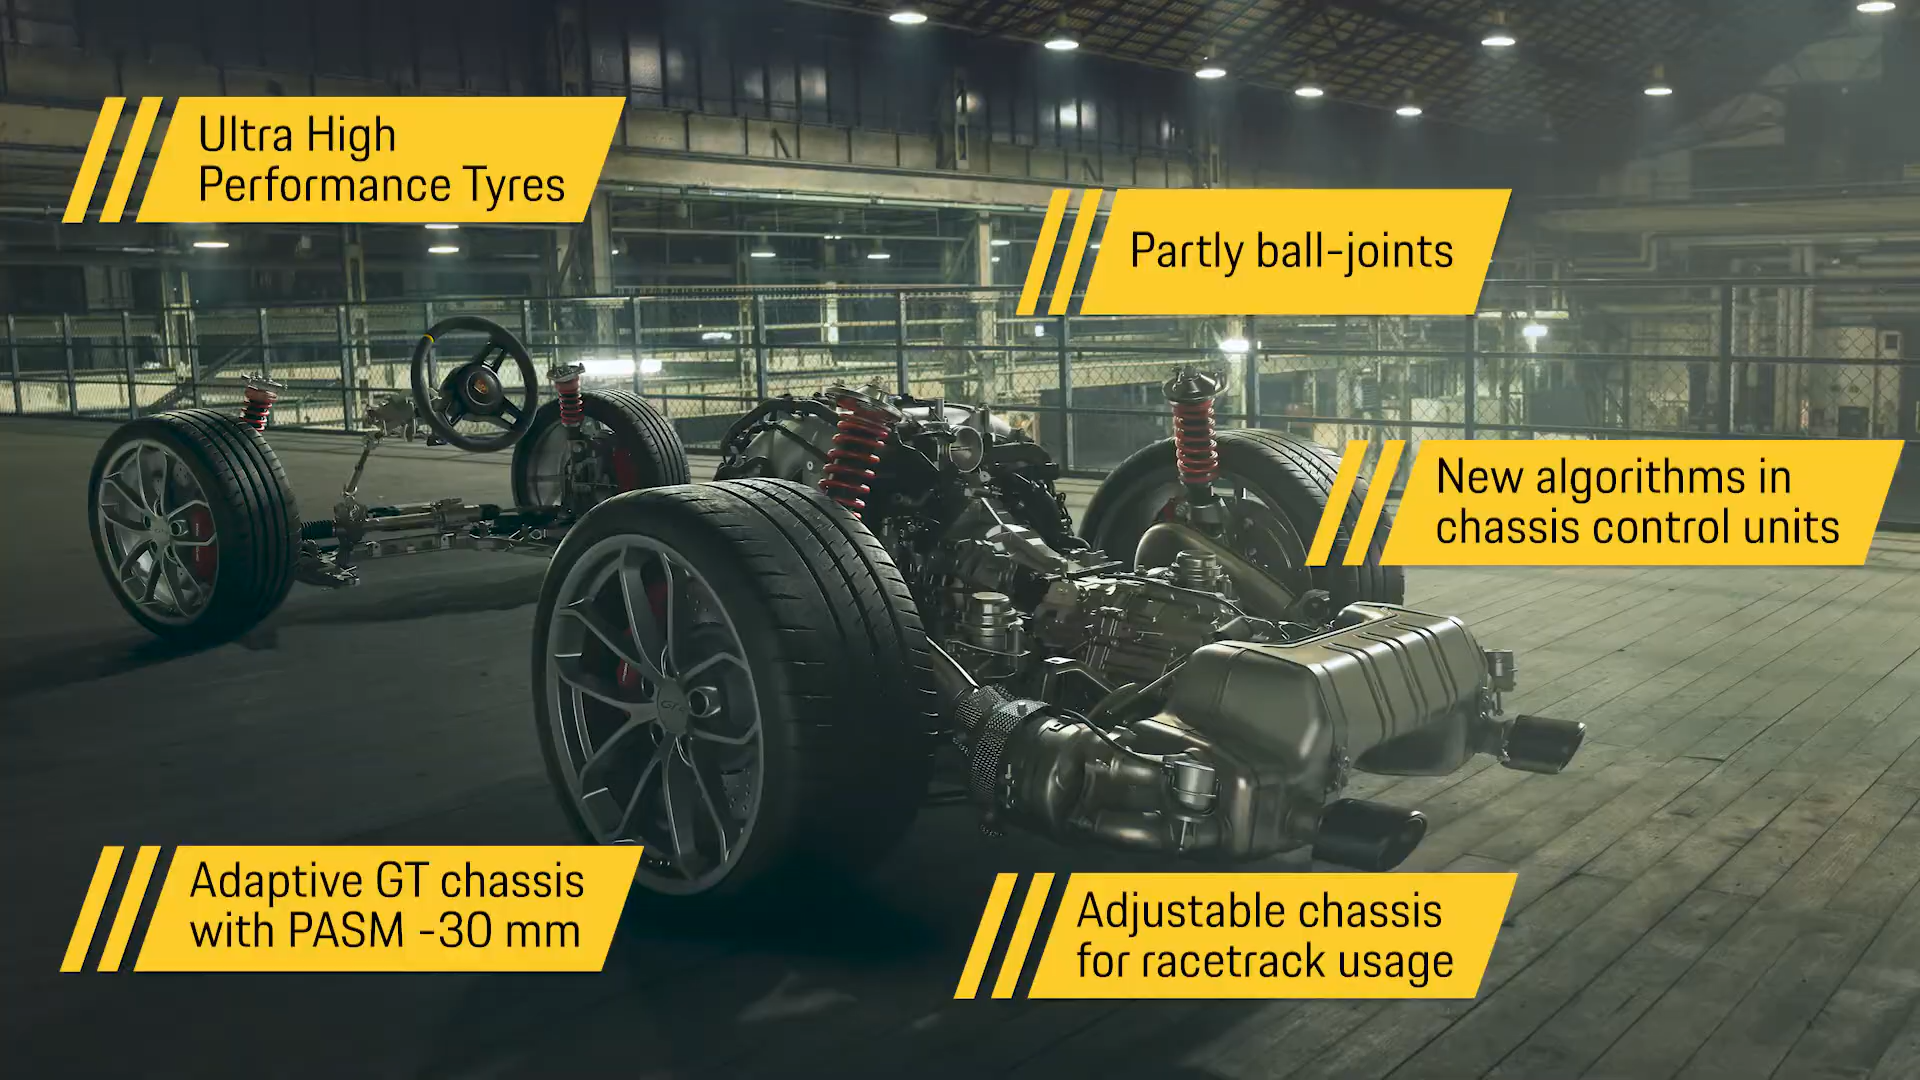 Ultra High
Performance Tyres
Partly ball-joints
New algorithms in
chassis control units
Adaptive GT chassis
with PASM -30 mm
Adjustable chassis
for racetrack usage